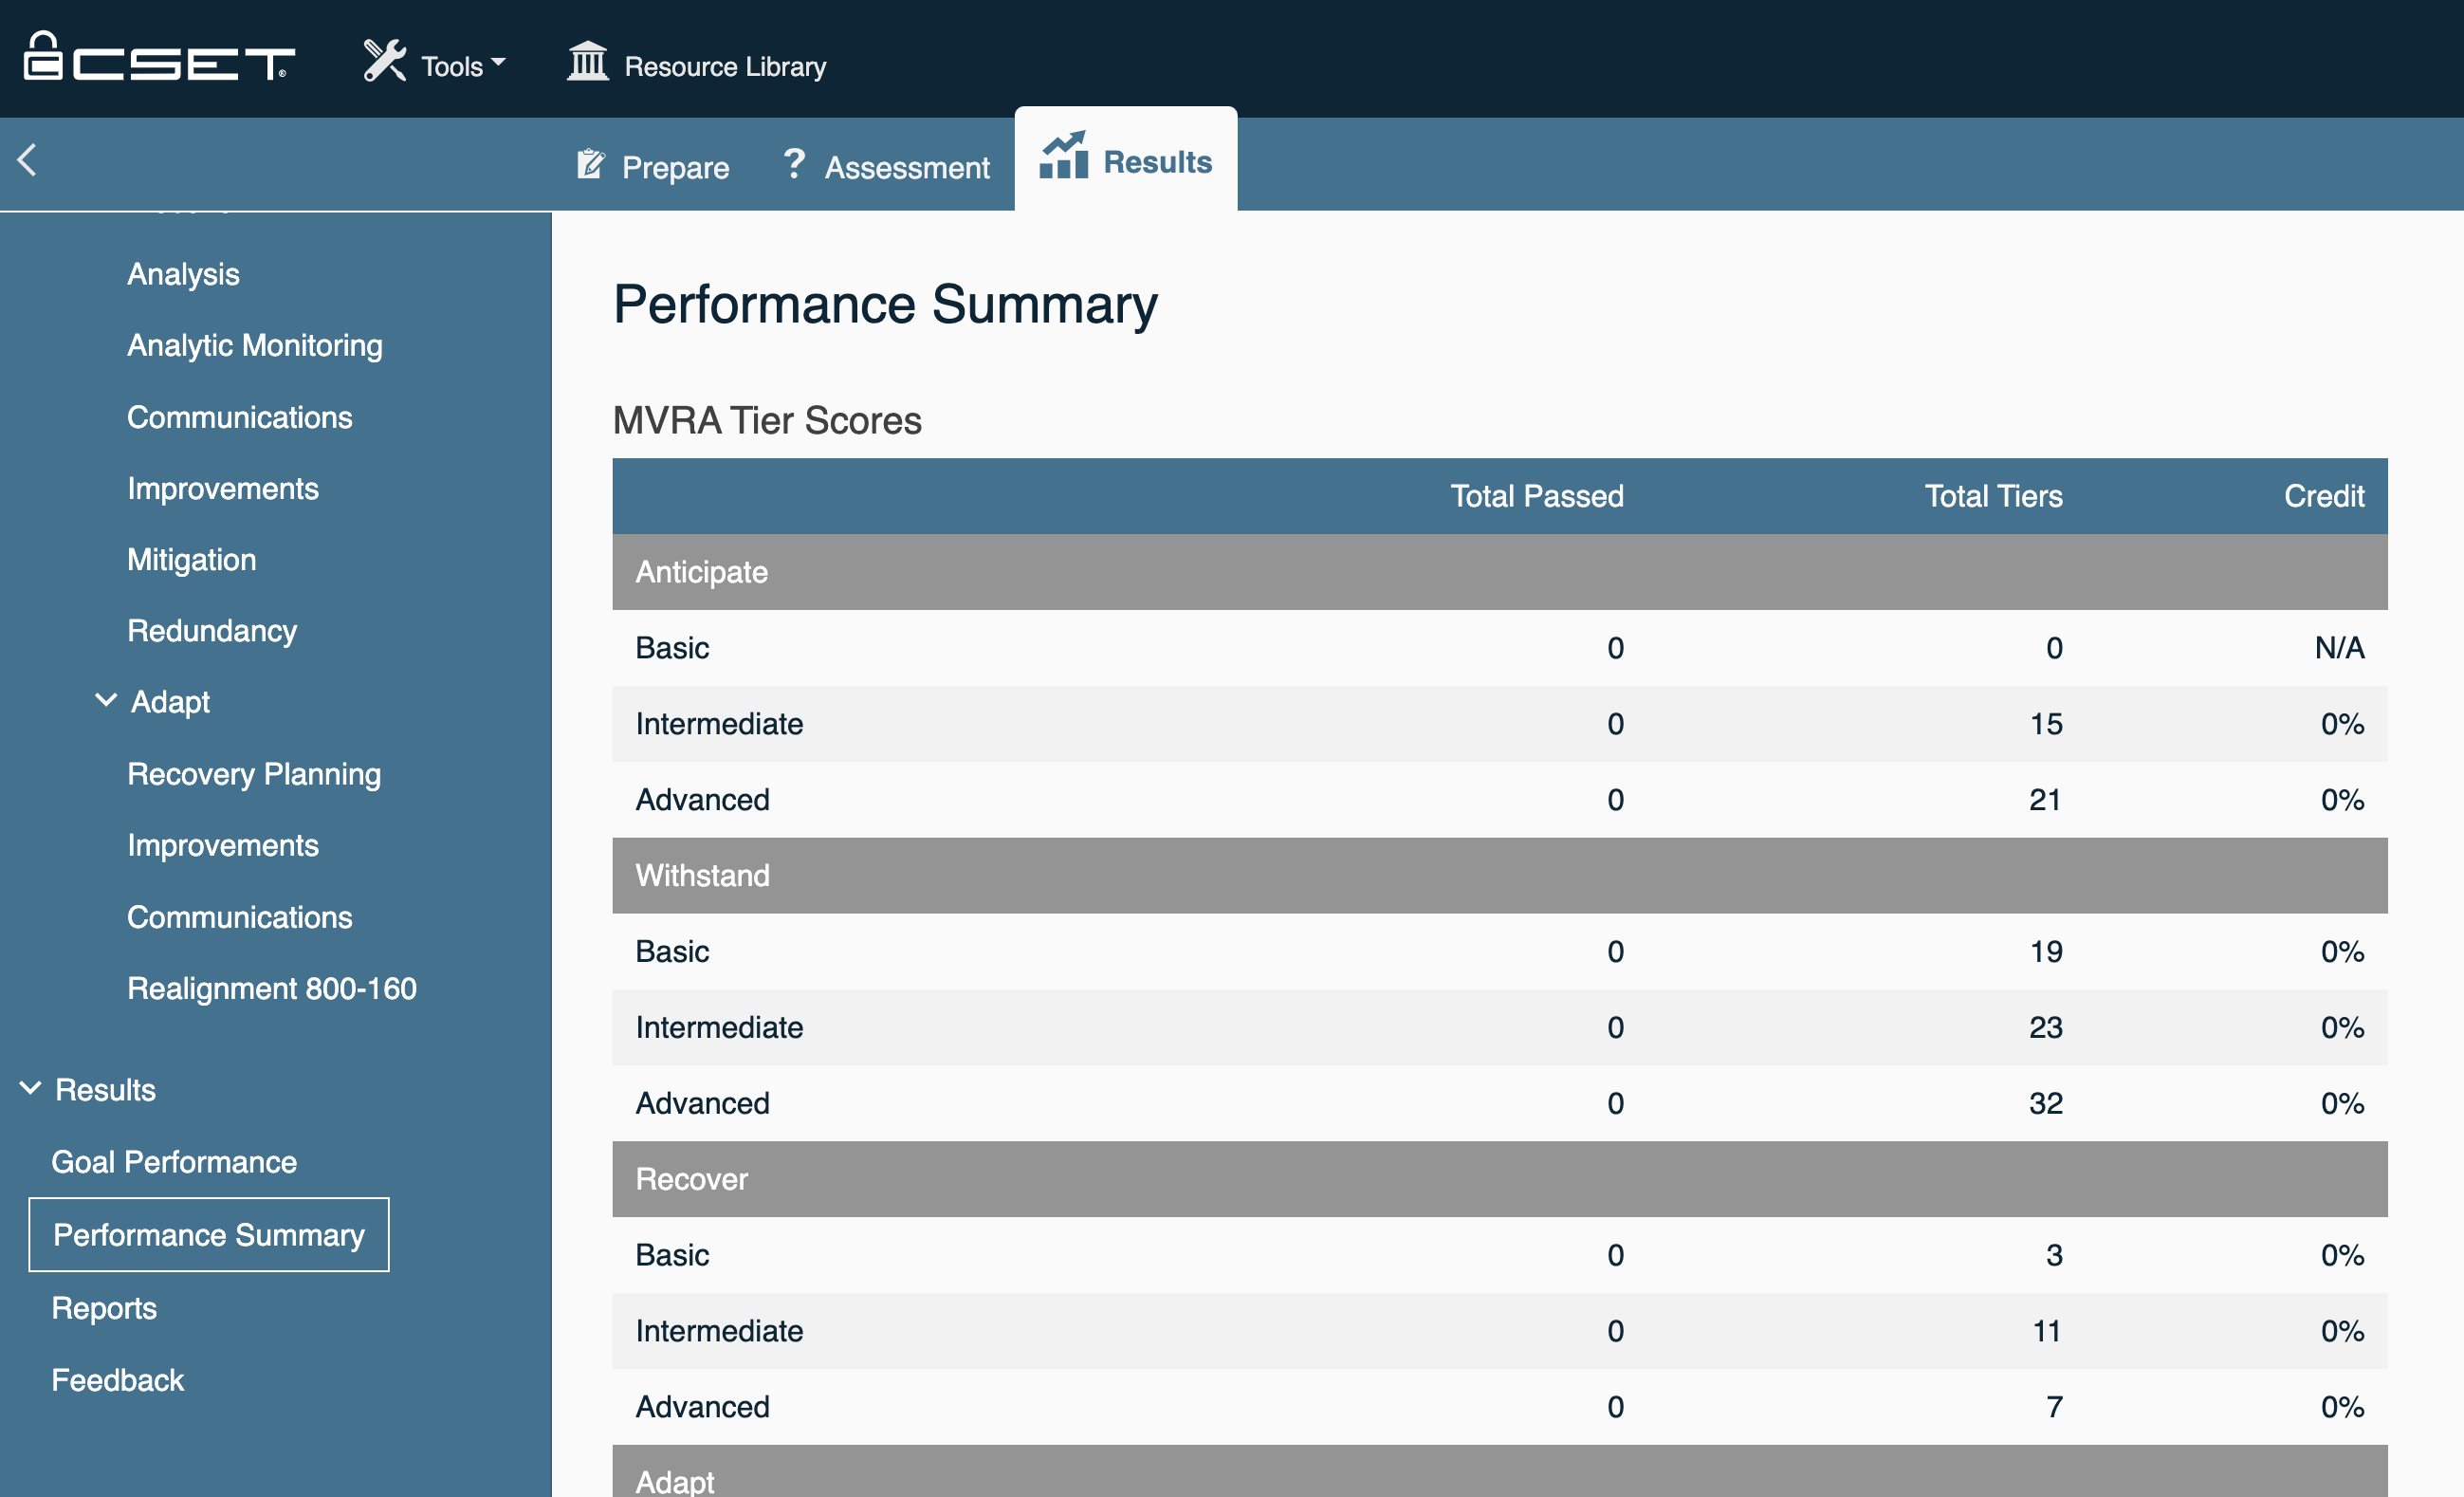 CSET
Tools
Resource Library
Prepare
? Assessment
Results
Analysis
Analytic Monitoring
Communications
Improvements
Mitigation
Redundancy
Adapt
Recovery Planning
Improvements
Communications
Realignment 800-160
Results
Goal Performance
Performance Summary
Reports
Feedback
Performance Summary
MVRA Tier Scores
Total Passed Total Tiers Credit
Anticipate
Basic 0 0 N/A
Intermediate 0 15 0%
Advanced 0 21 0%
Withstand
Basic 0 19 0%
Intermediate 0 23 0%
Advanced 0 32 0%
Recover
Basic 0 3 0%
Intermediate 0 11 0%
Advanced 0 7 0%
Adapt